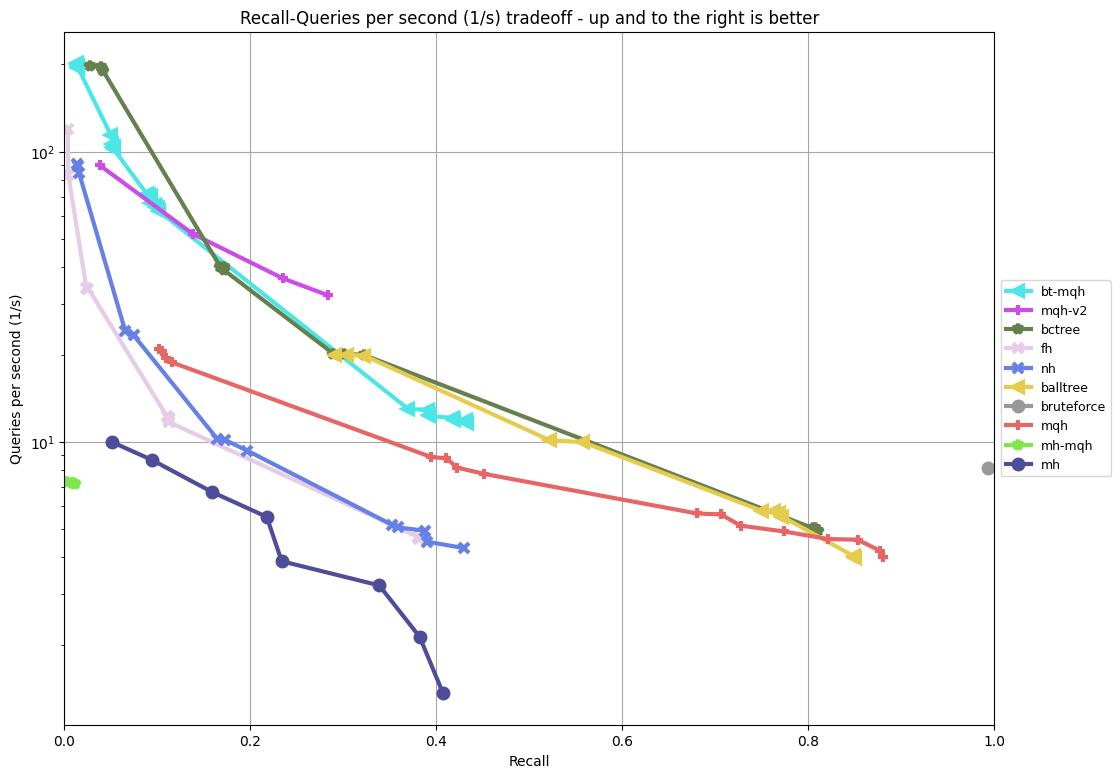 Recall-Queries per second (1/s) tradeoff - up and to the right is better
Queries per second (1/s)
10²
10¹
0.0 0.2 0.4 0.6 0.8 1.0
Recall
bt-mqh
mqh-v2
bctree
fh
nh
balltree
bruteforce
mqh
mh-mqh
mh